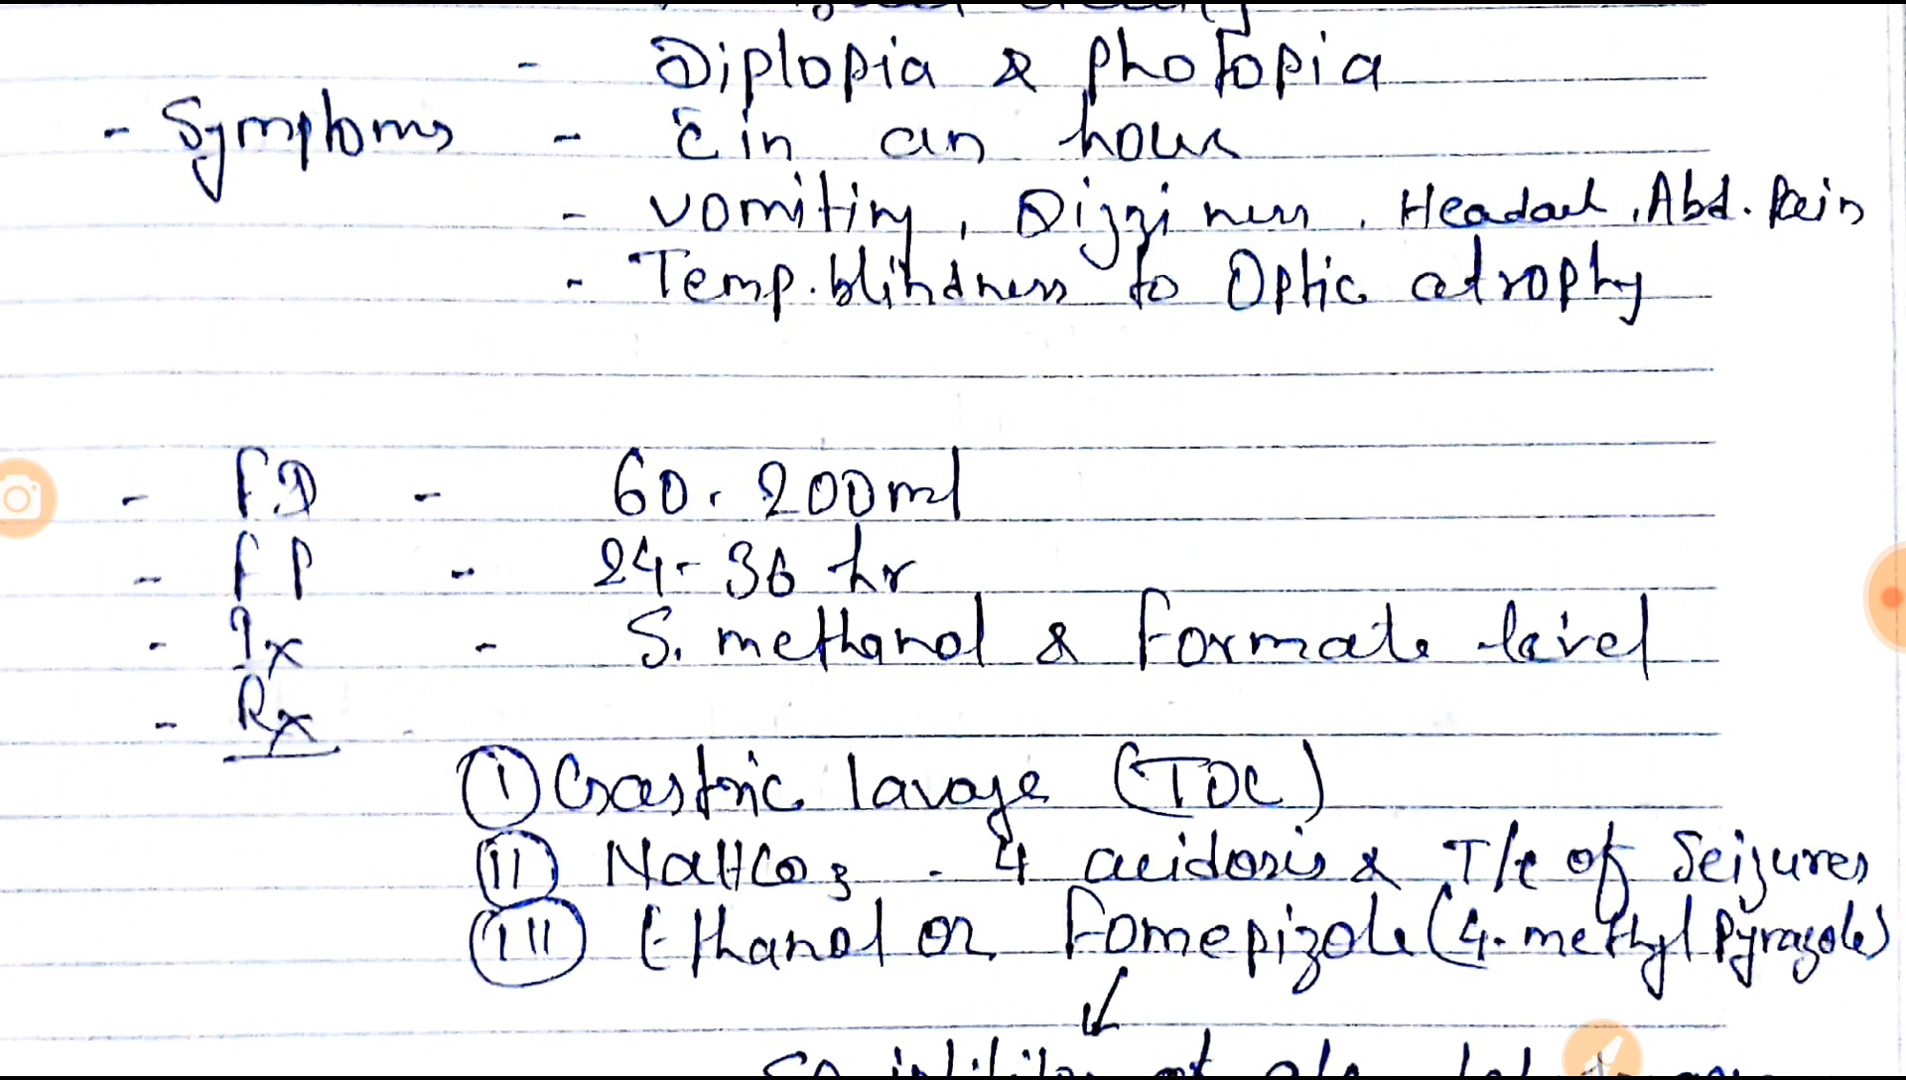 - Diplopia & Photopia
- Symptoms - c̄in an hour
- vomiting, Dizziness, Headach, Abd. Pain
- Temp. blindness to Optic atrophy
- FD - 60-200ml
- FP - 24-36 hr
- Ix - S. methanol & Formate level
- Rx -
(I) Gastric lavage (TOC)
(II) NaHCO3 - 4 acidosis & T/t of Seizures
(III) Ethanol or Fomepizole (4-methyl Pyrazole)
↓